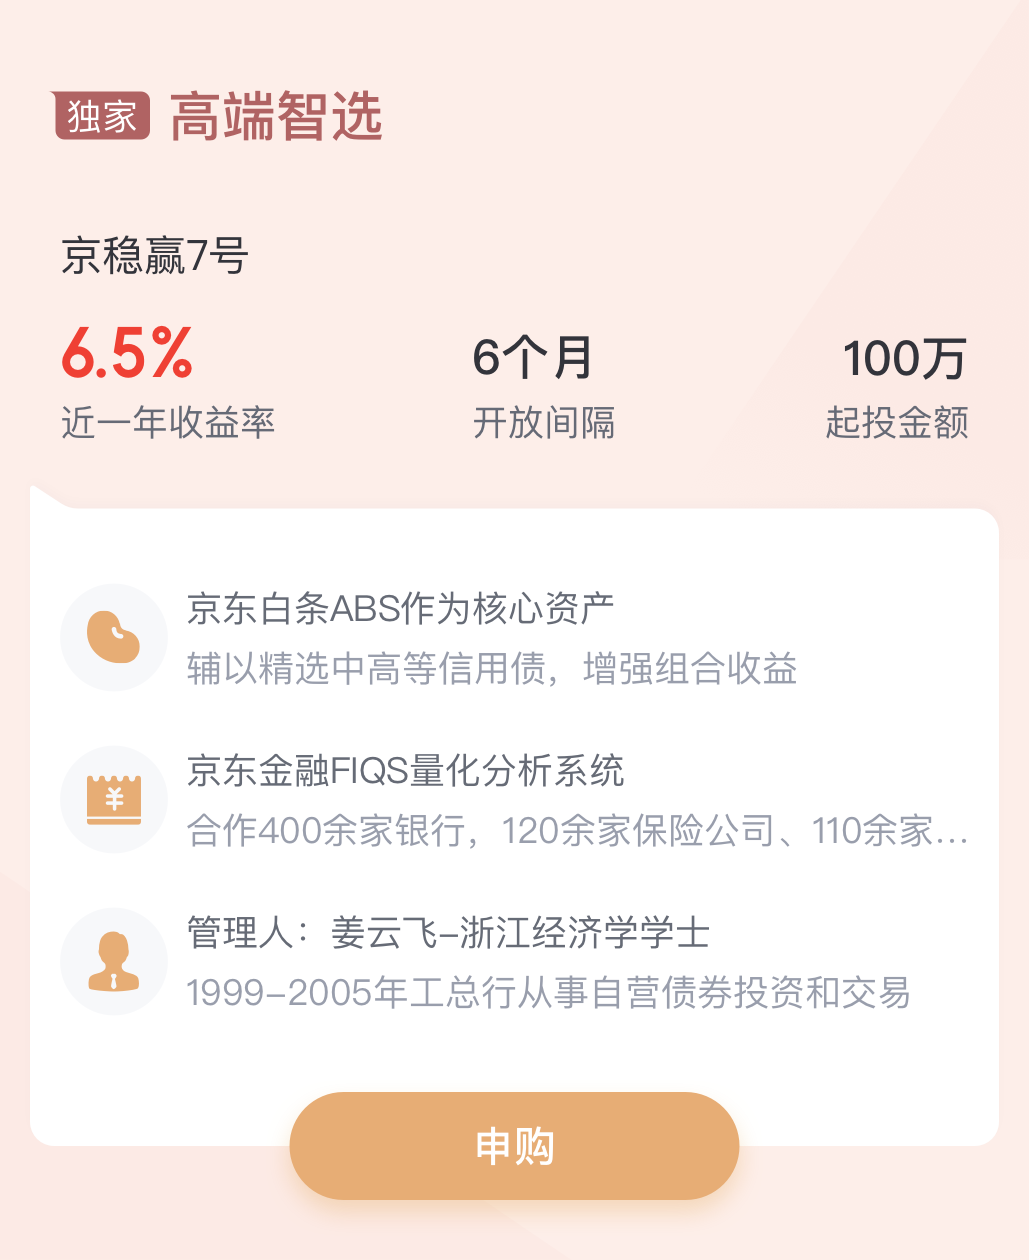 独家 高端智选
京稳赢7号
6.5% 6个月 100万
近一年收益率 开放间隔 起投金额
京东白条ABS作为核心资产
辅以精选中高等信用债，增强组合收益
京东金融FIQS量化分析系统
合作400余家银行，120余家保险公司、110余家...
管理人：姜云飞-浙江经济学学士
1999-2005年工总行从事自营债券投资和交易
申购